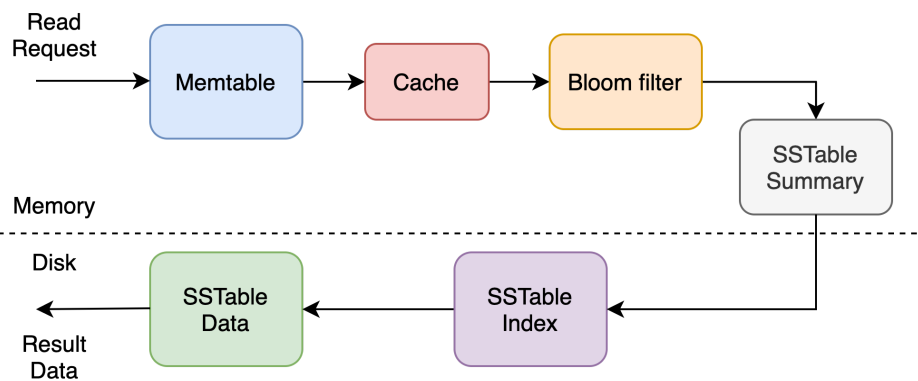 Read
Request
Memtable
Cache
Bloom filter
SSTable
Summary
Memory
Disk
SSTable
Data
SSTable
Index
Result
Data